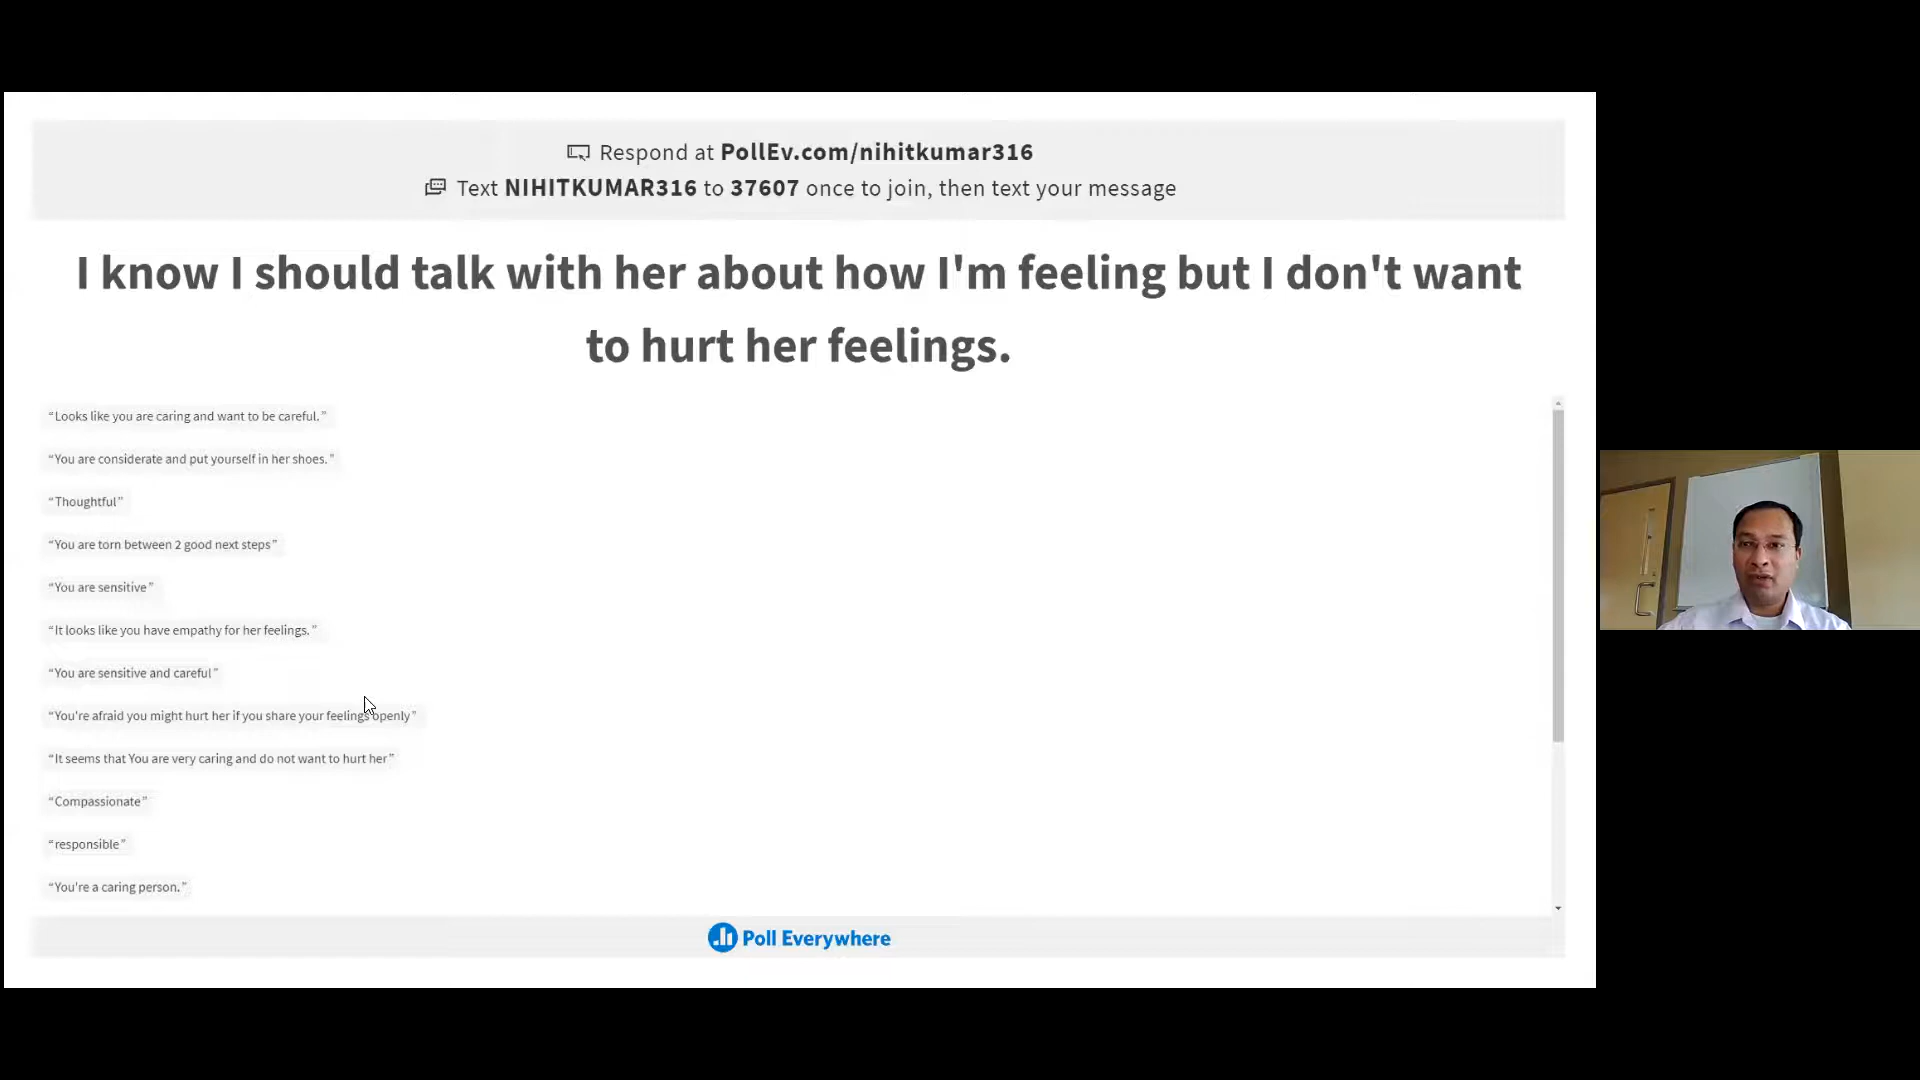 Respond at PollEv.com/nihitkumar316
Text NIHITKUMAR316 to 37607 once to join, then text your message
I know I should talk with her about how I'm feeling but I don't want
to hurt her feelings.
“Looks like you are caring and want to be careful.”
“You are considerate and put yourself in her shoes.”
“Thoughtful”
“You are torn between 2 good next steps”
“You are sensitive”
“It looks like you have empathy for her feelings.”
“You are sensitive and careful”
“You're afraid you might hurt her if you share your feelings openly”
“It seems that You are very caring and do not want to hurt her”
“Compassionate”
“responsible”
“You're a caring person.”
Poll Everywhere